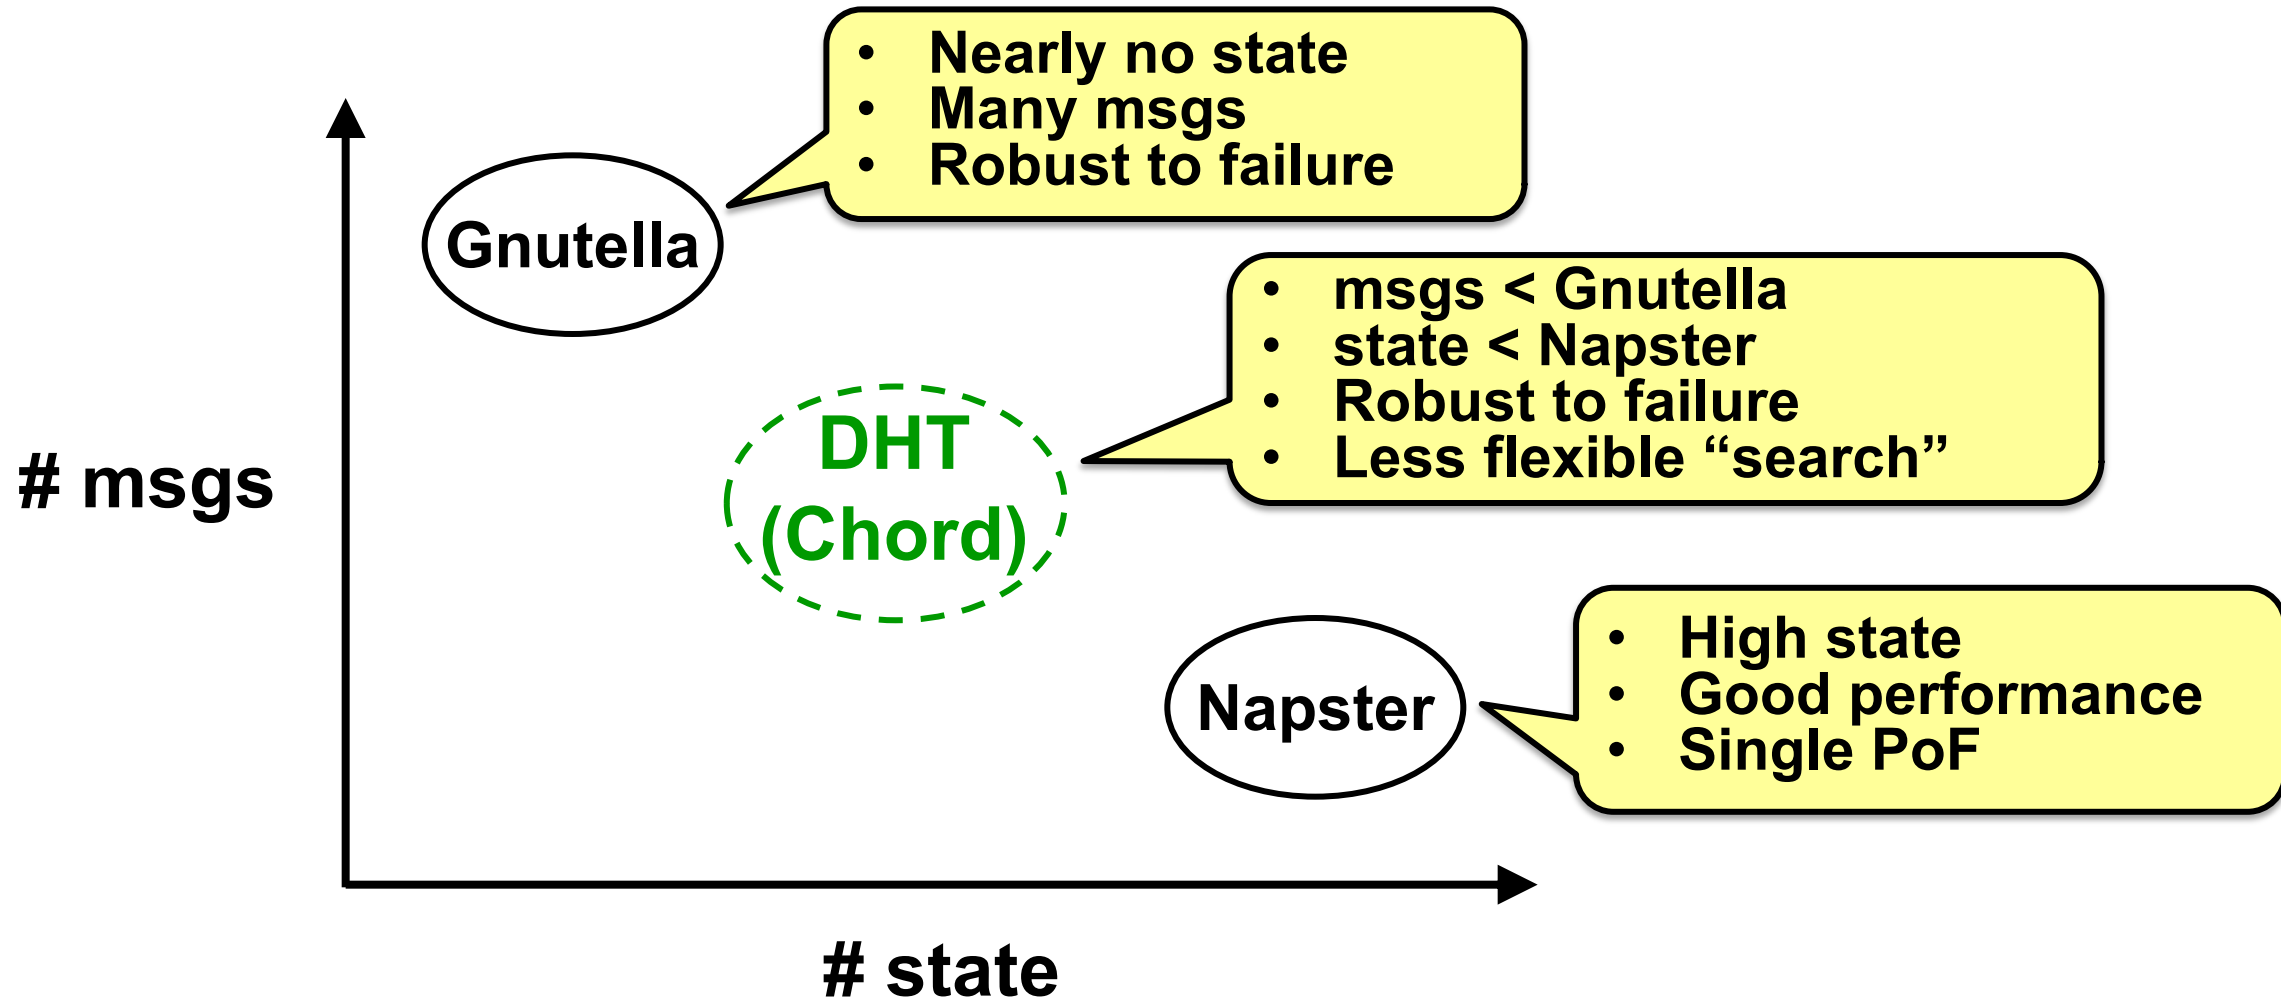 • Nearly no state
• Many msgs
• Robust to failure
Gnutella
• msgs < Gnutella
• state < Napster
• Robust to failure
• Less flexible “search”
DHT
(Chord)
# msgs
• High state
• Good performance
• Single PoF
Napster
# state